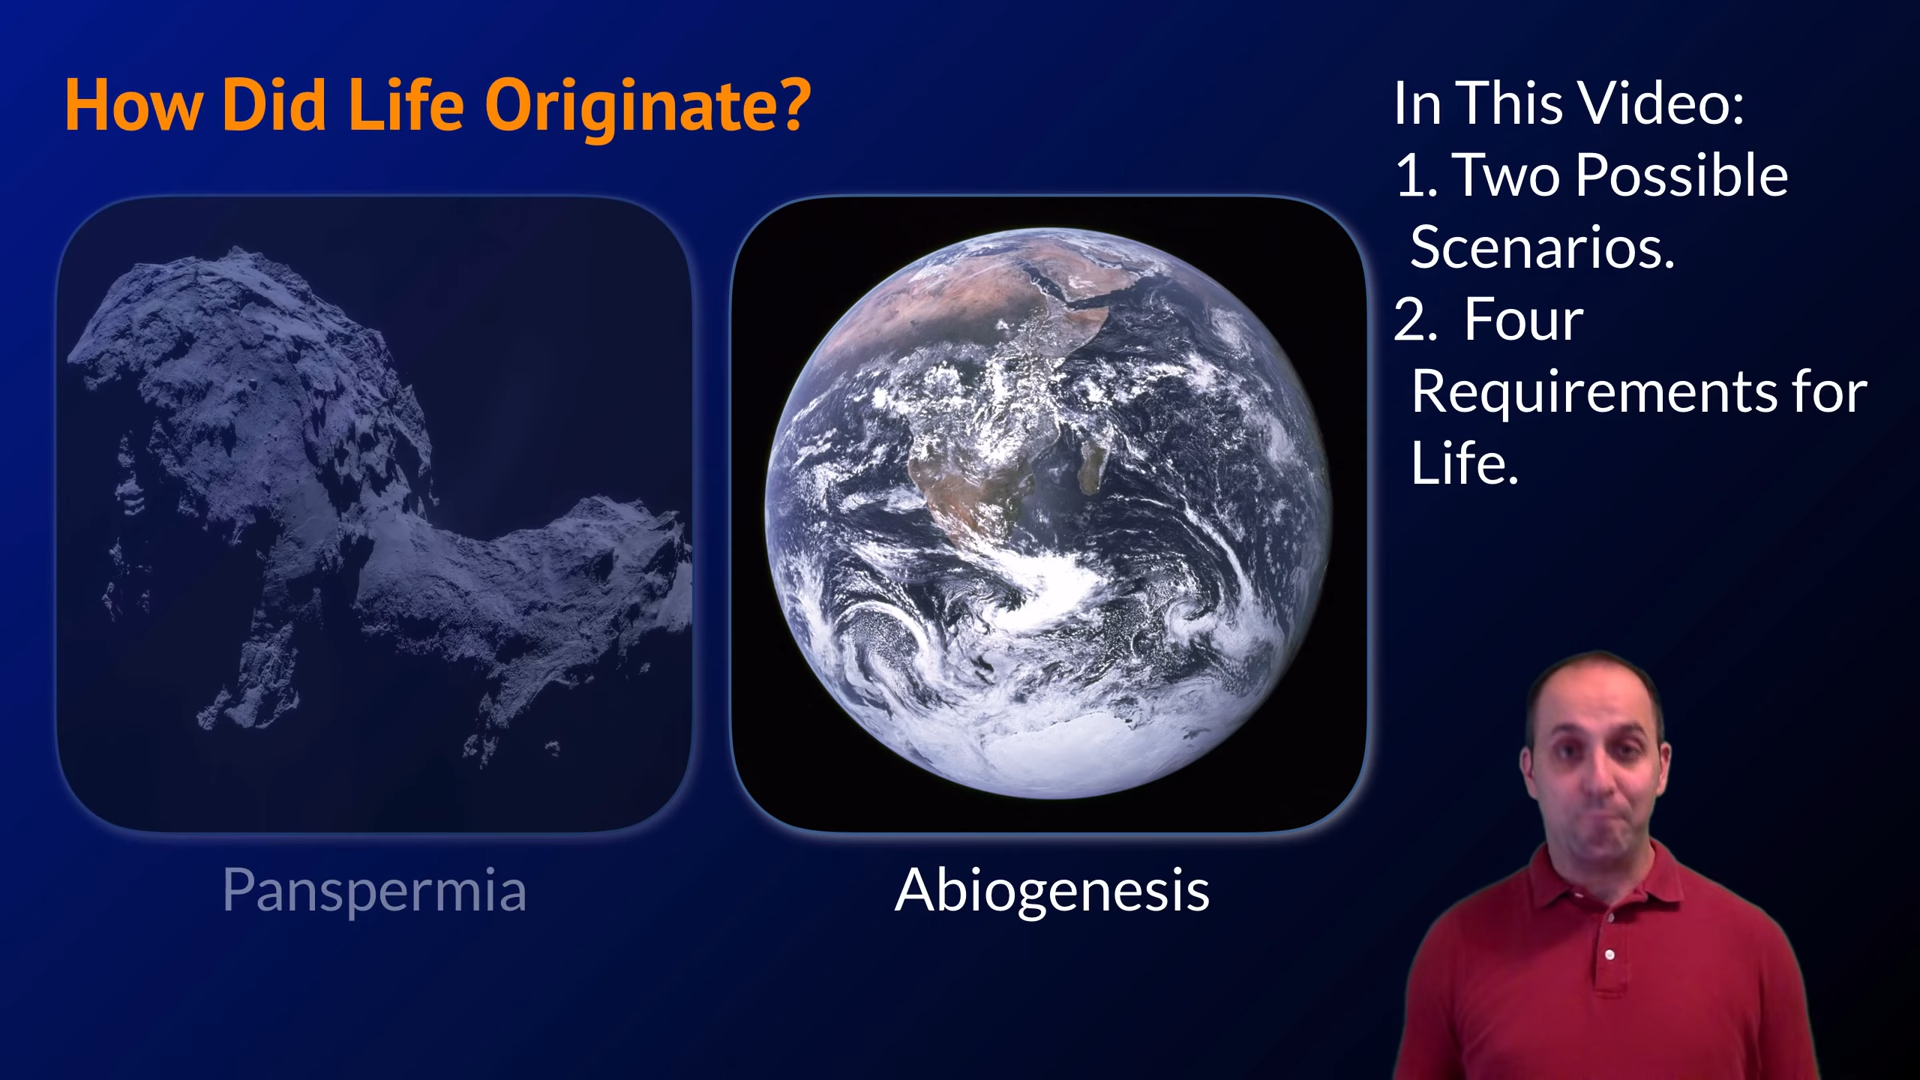 How Did Life Originate?
In This Video:
1. Two Possible
Scenarios.
2. Four
Requirements for
Life.
Panspermia
Abiogenesis